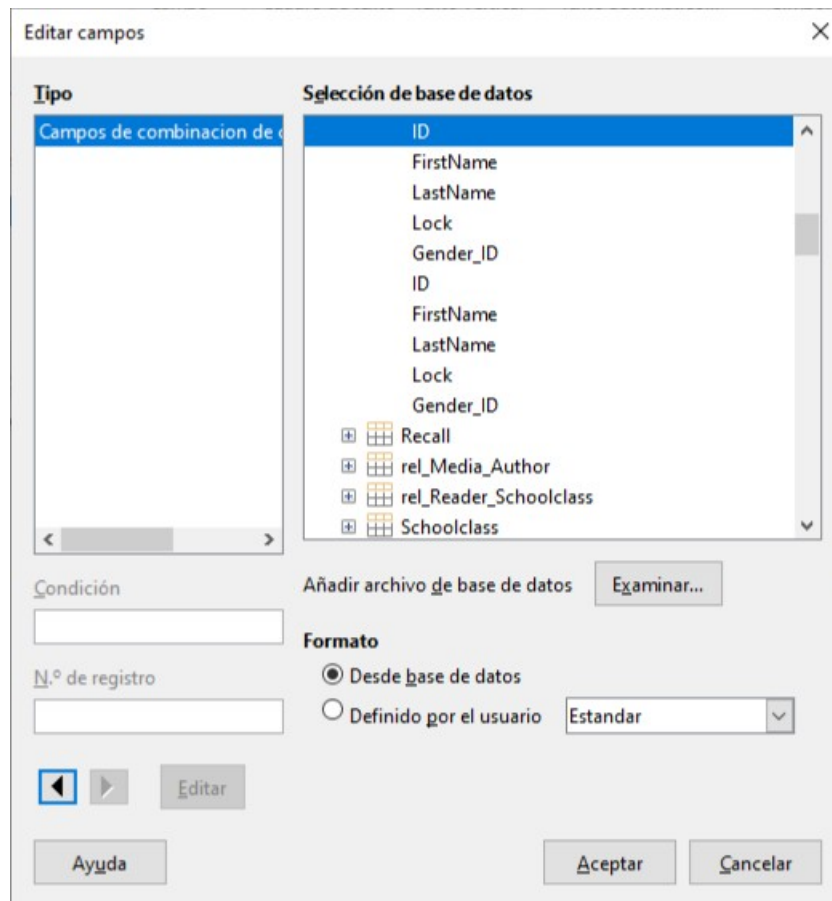 Editar campos
Tipo
Campos de combinacion de
Selección de base de datos
ID
FirstName
LastName
Lock
Gender_ID
ID
FirstName
LastName
Lock
Gender_ID
Recall
rel_Media_Author
rel_Reader_Schoolclass
Schoolclass
Condición
N.º de registro
Añadir archivo de base de datos
Examinar...
Formato
Desde base de datos
Definido por el usuario
Estandar
Editar
Ayuda
Aceptar
Cancelar